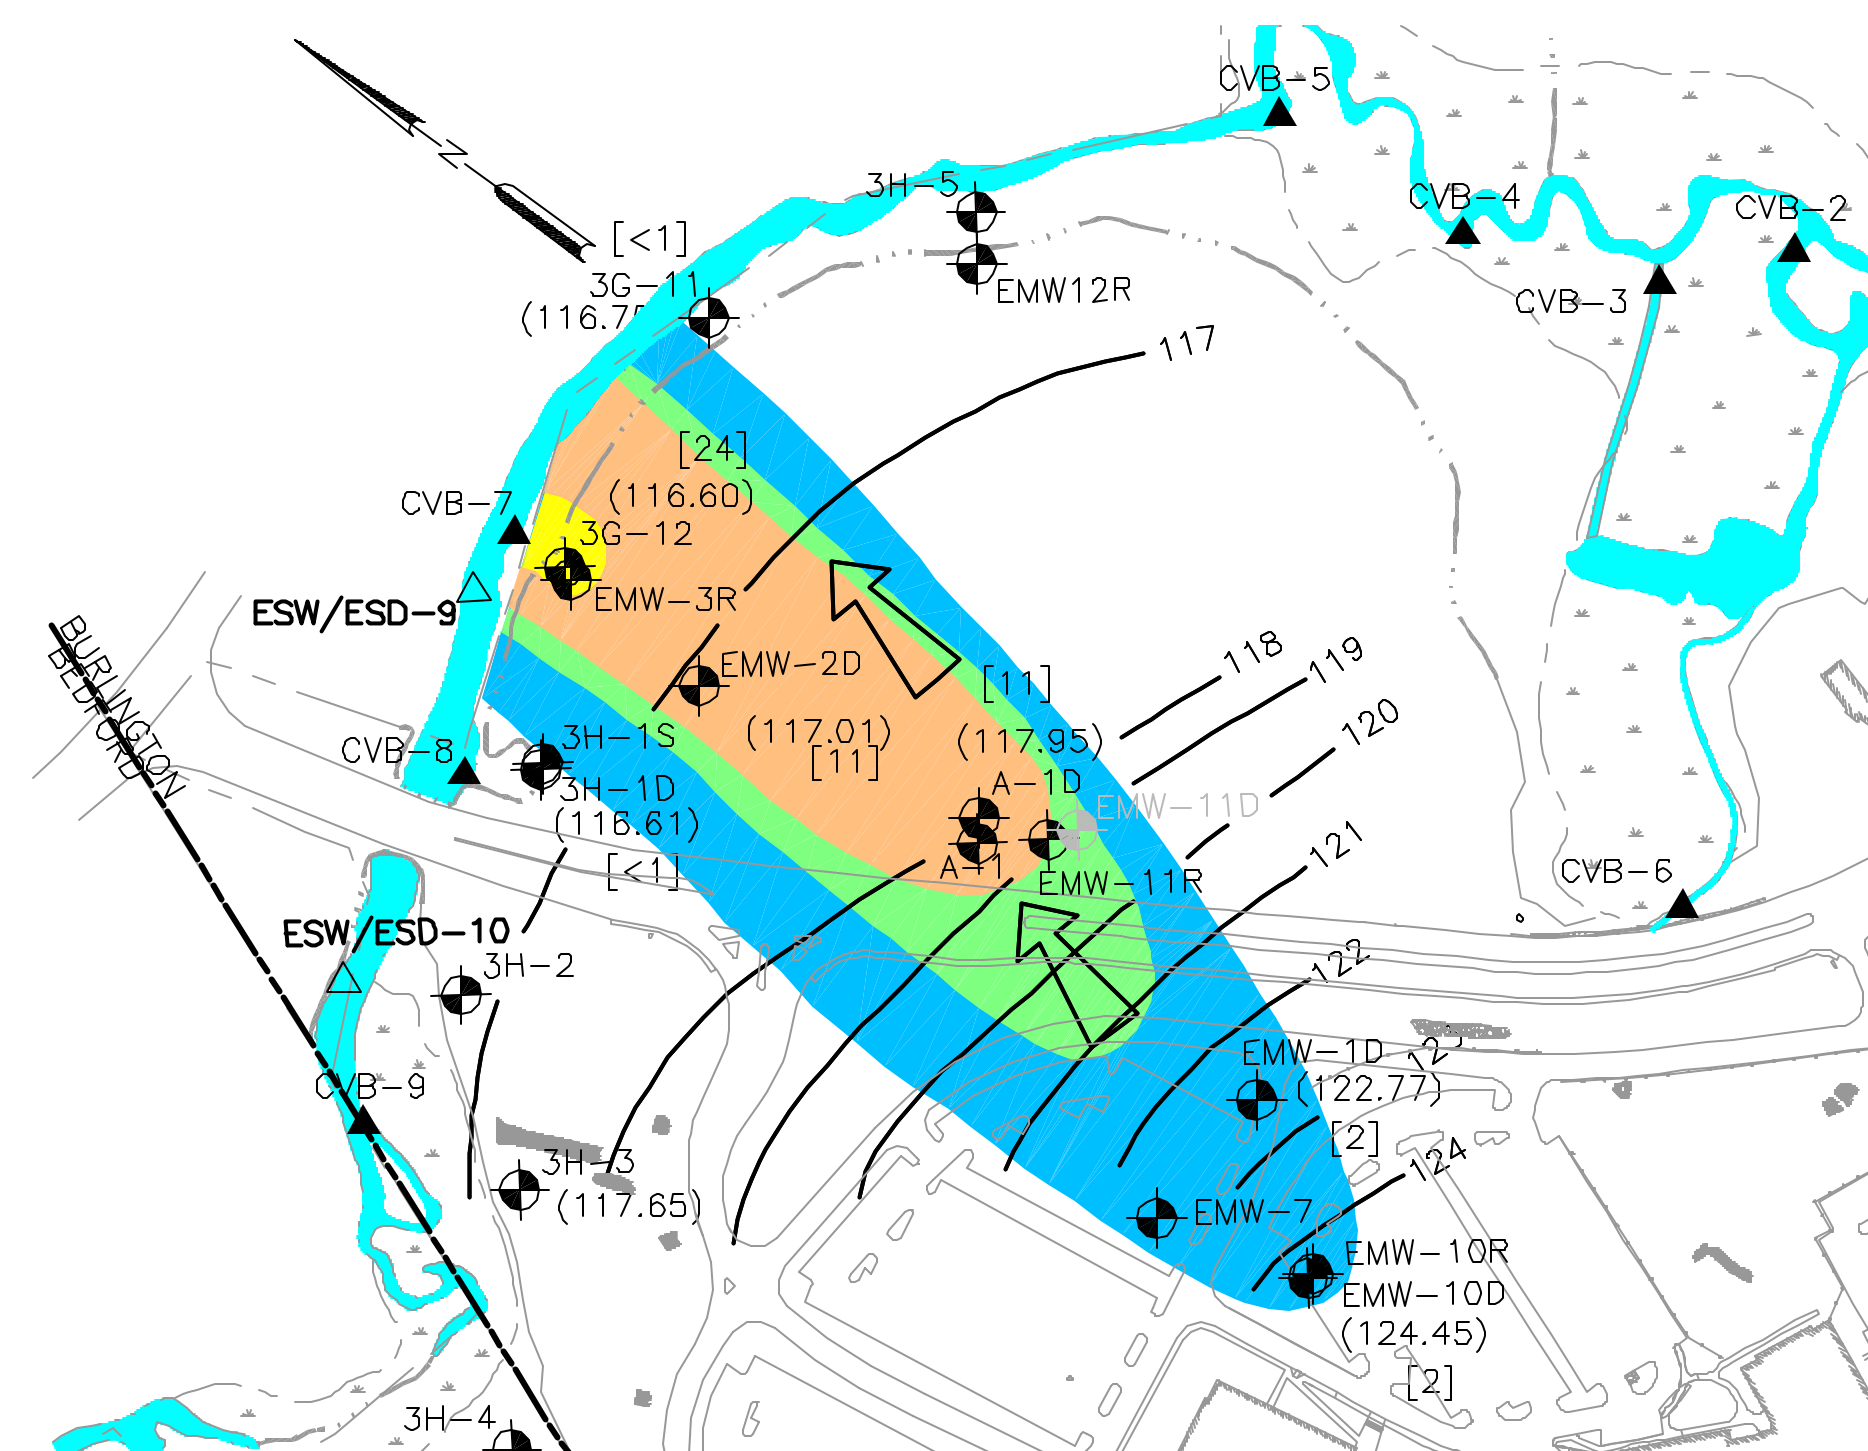 CVB-5
N
3H-5
CVB-4
CVB-2
[<1]
3G-11
(116.75
EMW12R
CVB-3
117
[24]
(116.60)
CVB-7
3G-12
EMW-3R
ESW/ESD-9
BURLINGTON
BEDFORD
EMW-2D
118
119
[11]
120
(117.01)
[11]
(117.95)
3H-1S
CVB-8
3H-1D
(116.61)
A-1D
EMW-11D
121
[<1]
A-1
EMW-11R
CVB-6
ESW/ESD-10
122
3H-2
EMW-1D
(122.77)
CVB-9
[2]
124
3H-3
(117.65)
EMW-7
EMW-10R
EMW-10D
(124.45)
[2]
3H-4